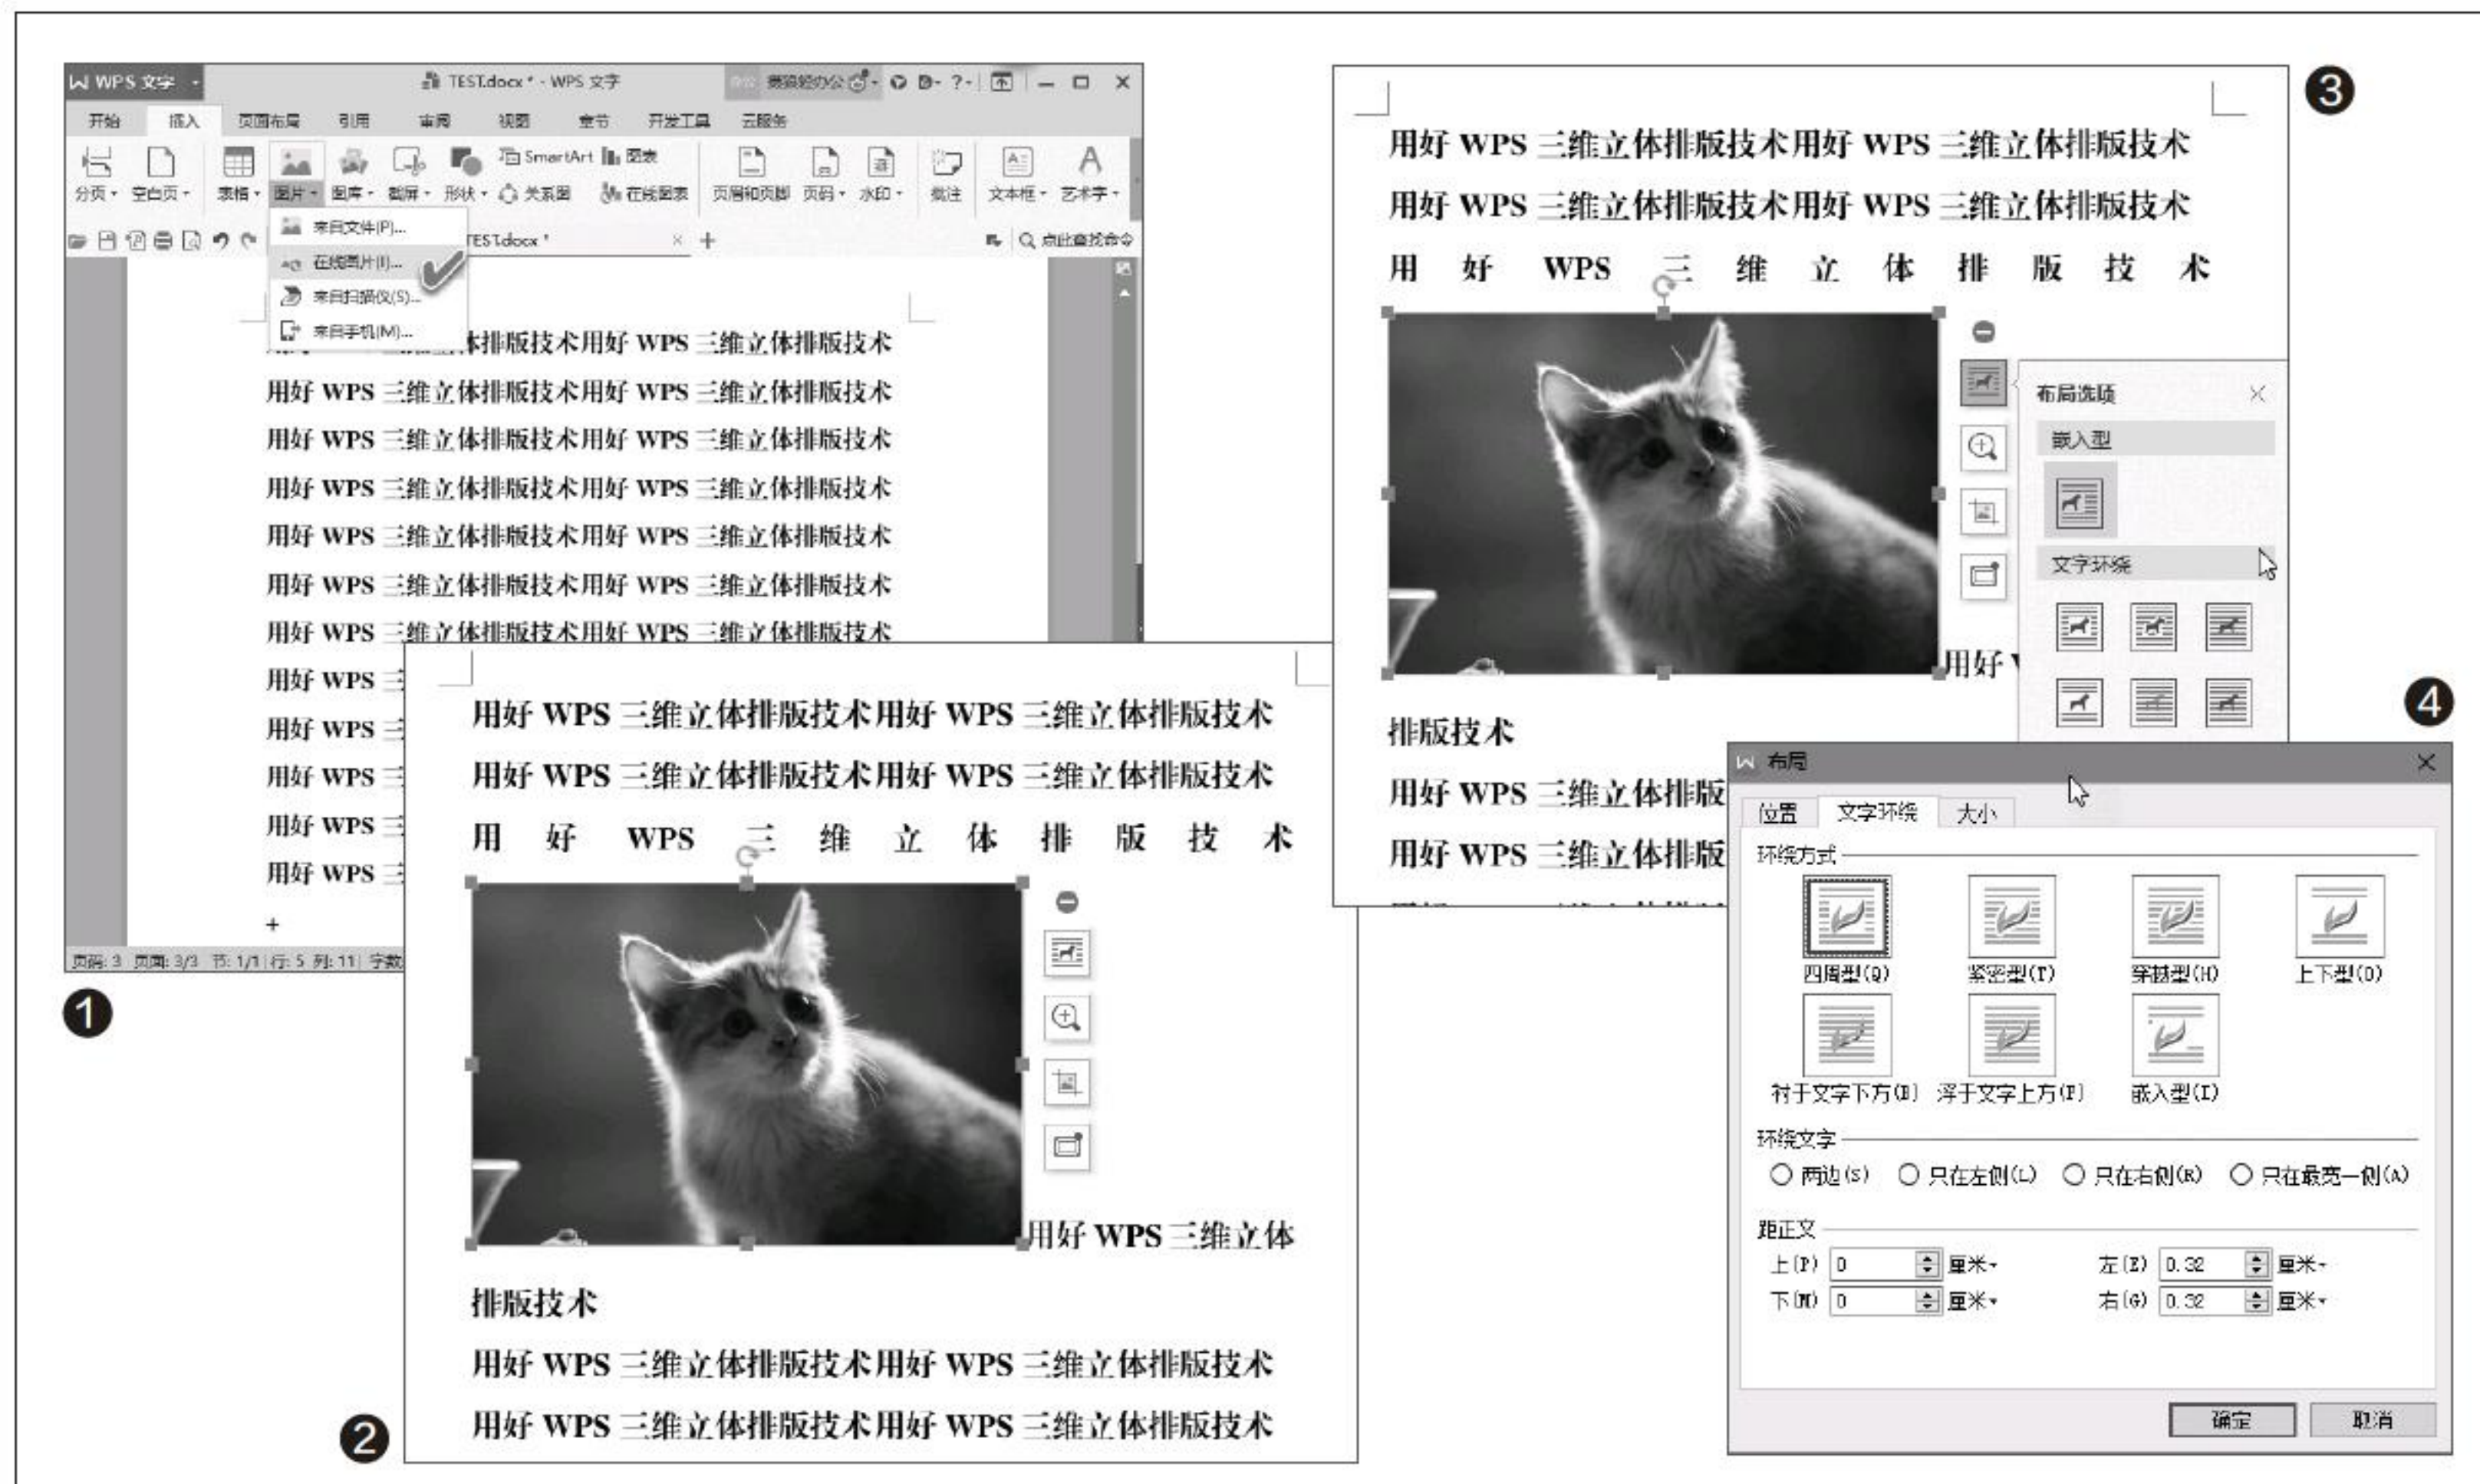 WPS 文字
TEST.docx * - WPS 文字
开始 插入 页面布局 引用 审阅 视图 章节 开发工具 云服务
SmartArt 图表
分页 空白页 表格 图片 图库 截屏 形状 关系图 在线图表 页眉和页脚 页码 水印 批注 文本框 艺术字
来自文件(P)...
TEST.docx * × + 点此查找命令
在线图片(I)...
来自扫描仪(S)...
来自手机(M)...
体排版技术用好 WPS 三维立体排版技术
用好 WPS 三维立体排版技术用好 WPS 三维立体排版技术
用好 WPS 三维立体排版技术用好 WPS 三维立体排版技术
用好 WPS 三维立体排版技术用好 WPS 三维立体排版技术
用好 WPS 三维立体排版技术用好 WPS 三维立体排版技术
用好 WPS 三维立体排版技术用好 WPS 三维立体排版技术
用好 WPS 三维立体排版技术用好 WPS 三维立体排版技术
用好 WPS 三
用好 WPS 三
用好 WPS 三
用好 WPS 三
用好 WPS 三
页码: 3 页面: 3/3 节: 1/1 行: 5 列: 11 字数
1
用好 WPS 三维立体排版技术用好 WPS 三维立体排版技术
用好 WPS 三维立体排版技术用好 WPS 三维立体排版技术
用 好 WPS 三 维 立 体 排 版 技 术
用好 WPS 三维立体
排版技术
用好 WPS 三维立体排版技术用好 WPS 三维立体排版技术
用好 WPS 三维立体排版技术用好 WPS 三维立体排版技术
2
3
用好 WPS 三维立体排版技术用好 WPS 三维立体排版技术
用好 WPS 三维立体排版技术用好 WPS 三维立体排版技术
用 好 WPS 三 维 立 体 排 版 技 术
布局选项
嵌入型
文字环绕
用好
排版技术
用好 WPS 三维立体排版
用好 WPS 三维立体排版
4
布局
位置 文字环绕 大小
环绕方式
四周型(Q) 紧密型(T) 穿越型(H) 上下型(O)
衬于文字下方(B) 浮于文字上方(F) 嵌入型(I)
环绕文字
两边(S) 只在左侧(L) 只在右侧(R) 只在最宽一侧(A)
距正文
上(P) 0 厘米 左(E) 0.32 厘米
下(M) 0 厘米 右(G) 0.32 厘米
确定 取消